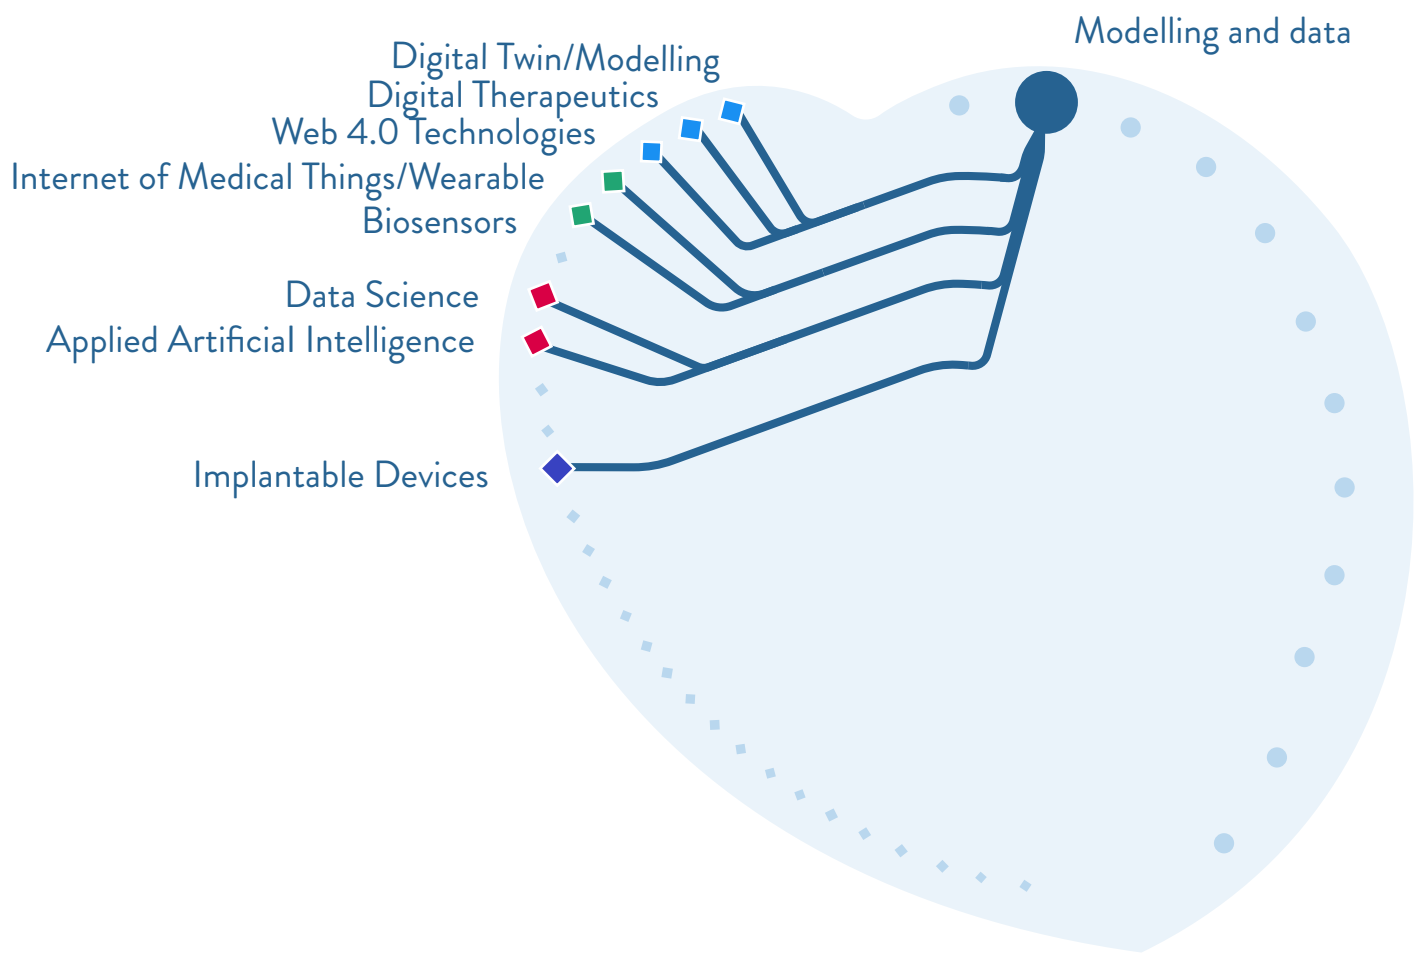 Modelling and data
Digital Twin/Modelling
Digital Therapeutics
Web 4.0 Technologies
Internet of Medical Things/Wearable
Biosensors
Data Science
Applied Artificial Intelligence
Implantable Devices